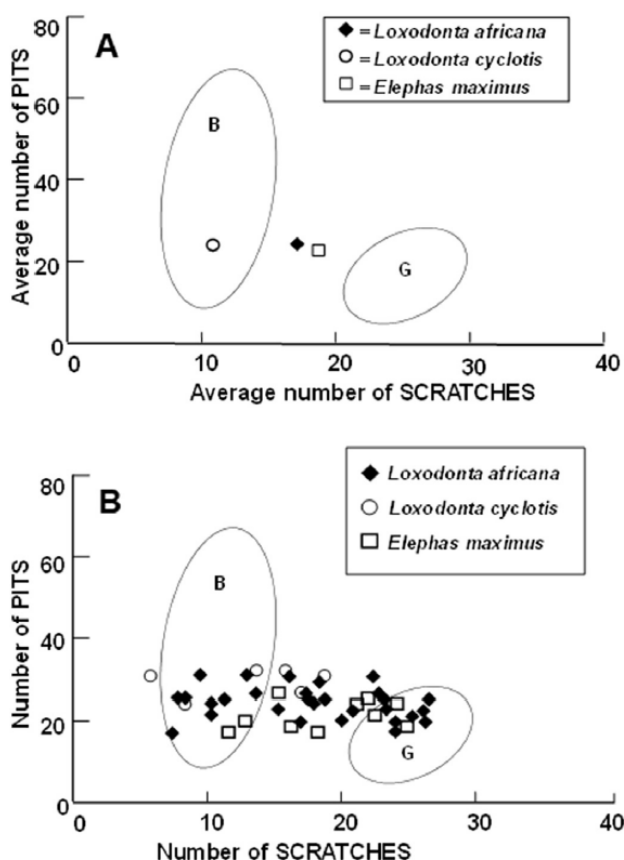 A
◆ = Loxodonta africana
○ = Loxodonta cyclotis
□ = Elephas maximus
80
60
40
20
0
Average number of PITS
B
G
0 10 20 30 40
Average number of SCRATCHES
B
◆ Loxodonta africana
○ Loxodonta cyclotis
□ Elephas maximus
80
60
40
20
0
Number of PITS
B
G
0 10 20 30 40
Number of SCRATCHES